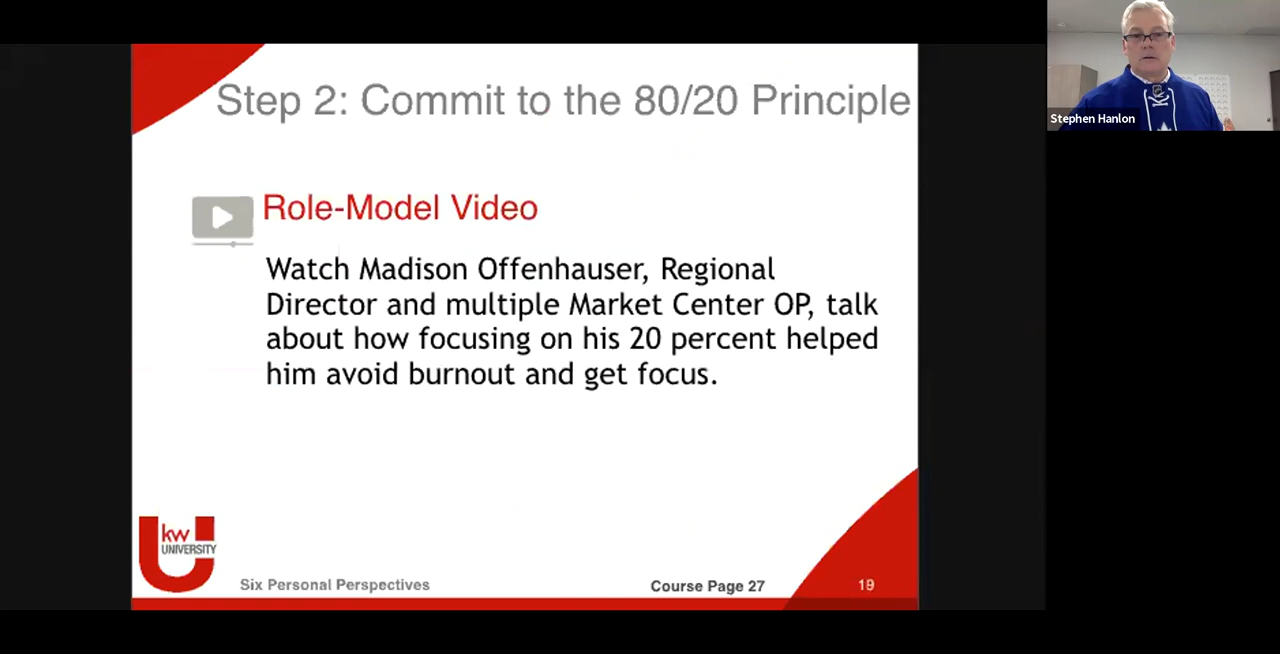 Step 2: Commit to the 80/20 Principle
Stephen Hanlon
Role-Model Video
Watch Madison Offenhauser, Regional
Director and multiple Market Center OP, talk
about how focusing on his 20 percent helped
him avoid burnout and get focus.
kw
UNIVERSITY
Six Personal Perspectives
Course Page 27
19